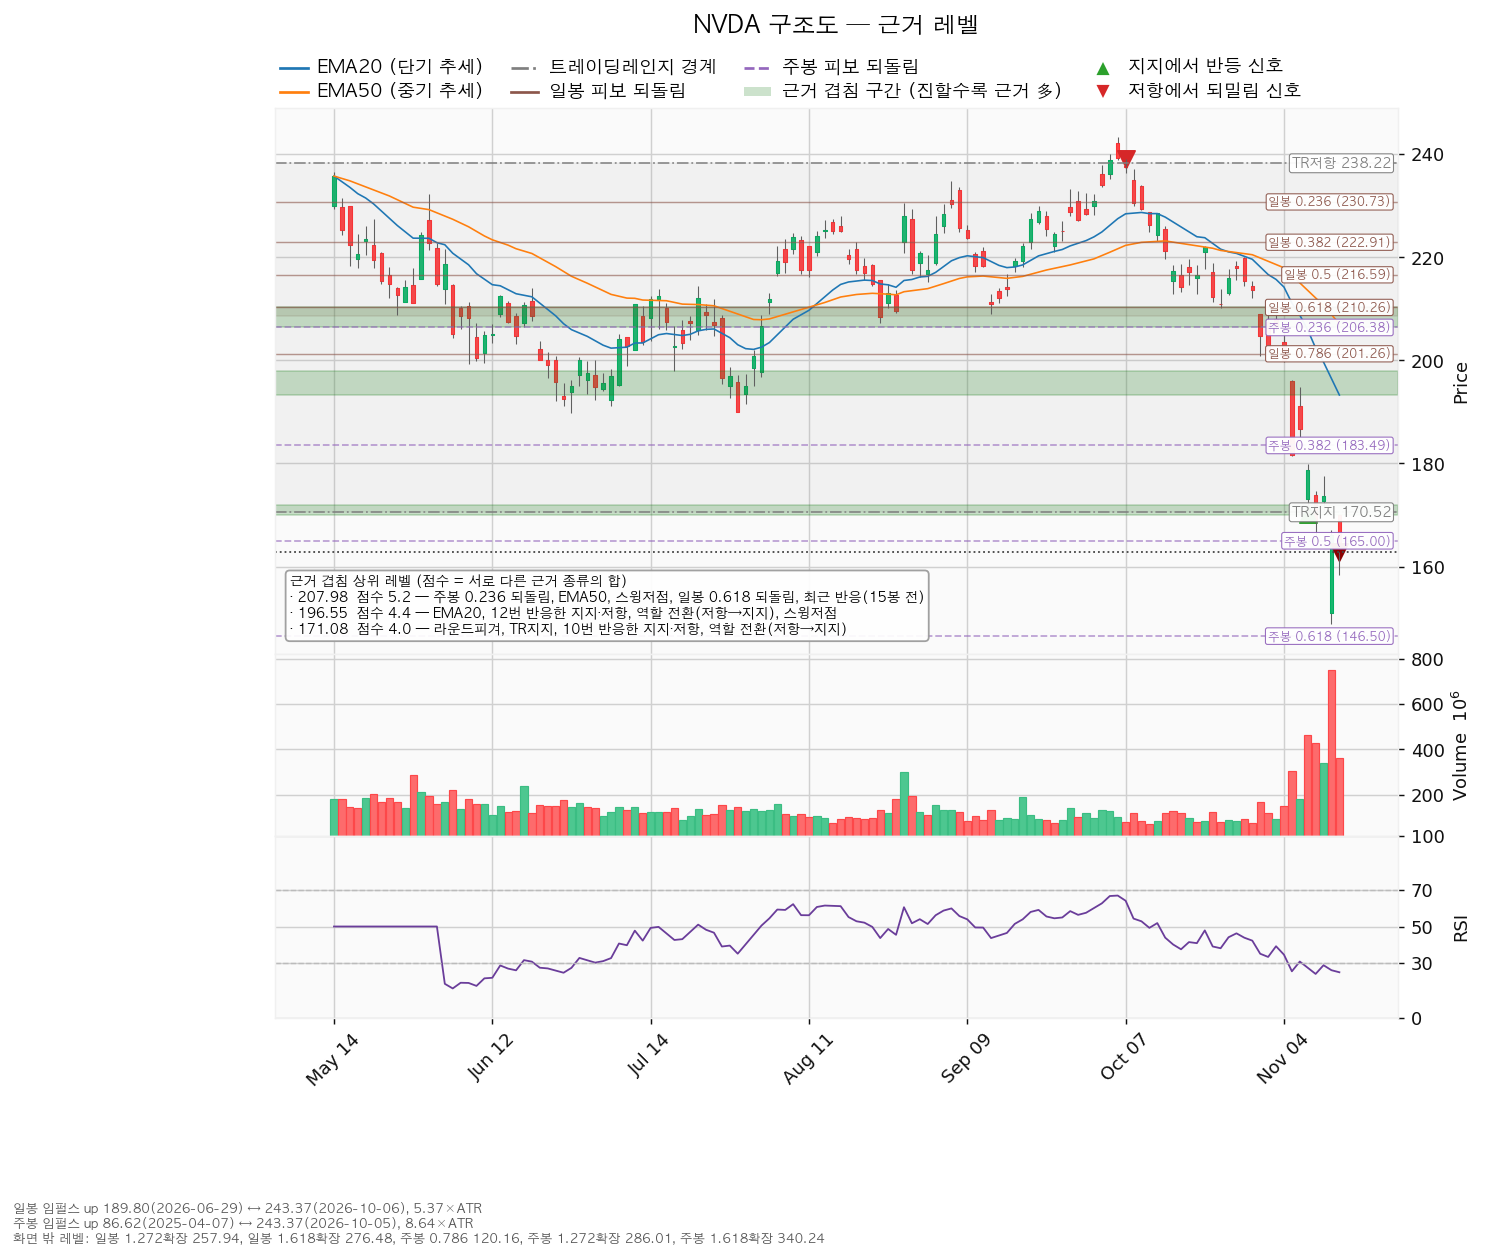 NVDA 구조도 — 근거 레벨
EMA20 (단기 추세)
EMA50 (중기 추세)
트레이딩레인지 경계
일봉 피보 되돌림
주봉 피보 되돌림
근거 겹침 구간 (진할수록 근거 多)
지지에서 반등 신호
저항에서 되밀림 신호
TR저항 238.22
일봉 0.236 (230.73)
일봉 0.382 (222.91)
일봉 0.5 (216.59)
일봉 0.618 (210.26)
주봉 0.236 (206.38)
일봉 0.786 (201.26)
주봉 0.382 (183.49)
TR지지 170.52
주봉 0.5 (165.00)
주봉 0.618 (146.50)
240
220
200
180
160
Price
근거 겹침 상위 레벨 (점수 = 서로 다른 근거 종류의 합)
· 207.98  점수 5.2 — 주봉 0.236 되돌림, EMA50, 스윙저점, 일봉 0.618 되돌림, 최근 반응(15봉 전)
· 196.55  점수 4.4 — EMA20, 12번 반응한 지지·저항, 역할 전환(저항→지지), 스윙저점
· 171.08  점수 4.0 — 라운드피겨, TR지지, 10번 반응한 지지·저항, 역할 전환(저항→지지)
800
600
400
200
Volume 10⁶
100
70
50
30
0
RSI
May 14
Jun 12
Jul 14
Aug 11
Sep 09
Oct 07
Nov 04
일봉 임펄스 up 189.80(2026-06-29) ↔ 243.37(2026-10-06), 5.37×ATR
주봉 임펄스 up 86.62(2025-04-07) ↔ 243.37(2026-10-05), 8.64×ATR
화면 밖 레벨: 일봉 1.272확장 257.94, 일봉 1.618확장 276.48, 주봉 0.786 120.16, 주봉 1.272확장 286.01, 주봉 1.618확장 340.24